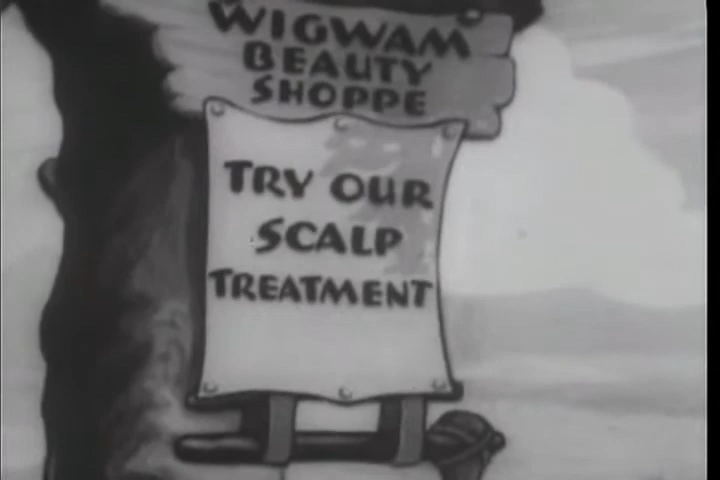 WIGWAM
BEAUTY
SHOPPE
TRY OUR
SCALP
TREATMENT